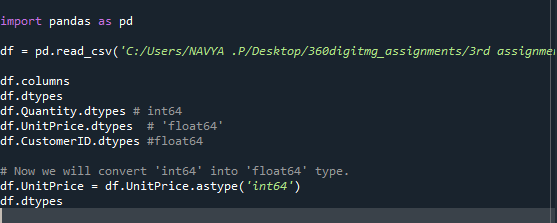 import pandas as pd
df = pd.read_csv('C:/Users/NAVYA .P/Desktop/360digitmg_assignments/3rd assignme
df.columns
df.dtypes
df.Quantity.dtypes # int64
df.UnitPrice.dtypes  # 'float64'
df.CustomerID.dtypes #float64
# Now we will convert 'int64' into 'float64' type.
df.UnitPrice = df.UnitPrice.astype('int64')
df.dtypes